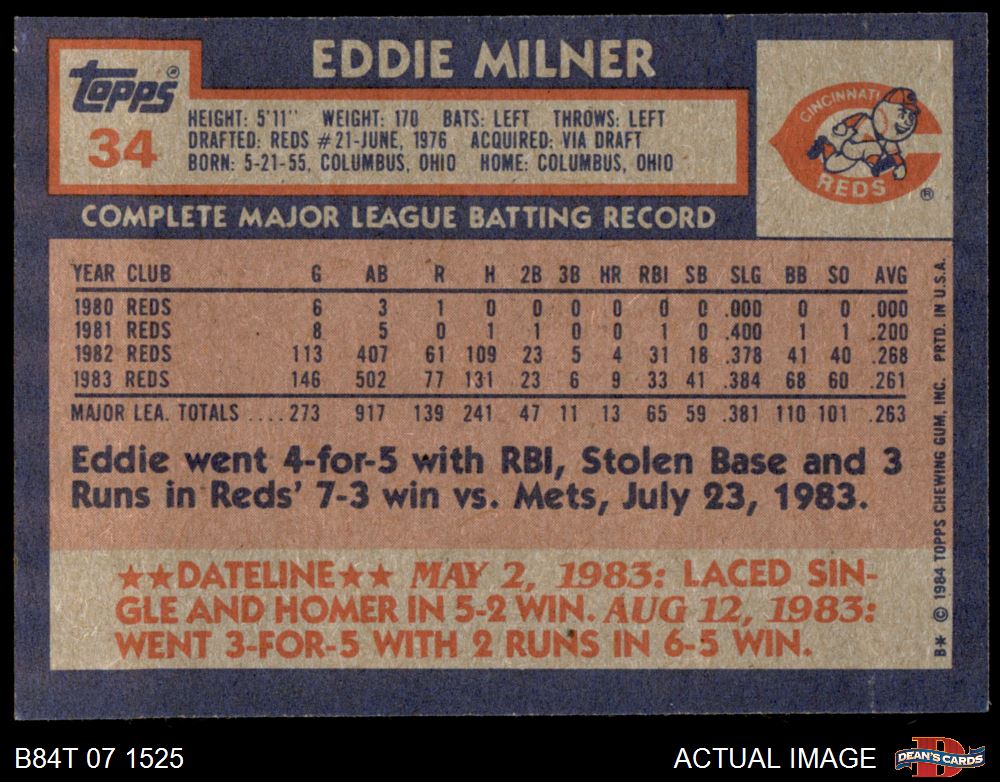 EDDIE MILNER
Topps®
34
HEIGHT: 5'11" WEIGHT: 170 BATS: LEFT THROWS: LEFT
DRAFTED: REDS #21-JUNE, 1976 ACQUIRED: VIA DRAFT
BORN: 5-21-55, COLUMBUS, OHIO HOME: COLUMBUS, OHIO
CINCINNATI
REDS
®
COMPLETE MAJOR LEAGUE BATTING RECORD
YEAR CLUB G AB R H 2B 3B HR RBI SB SLG BB SO AVG
1980 REDS 6 3 1 0 0 0 0 0 0 .000 0 0 .000
1981 REDS 8 5 0 1 1 0 0 1 0 .400 1 1 .200
1982 REDS 113 407 61 109 23 5 4 31 18 .378 41 40 .268
1983 REDS 146 502 77 131 23 6 9 33 41 .384 68 60 .261
MAJOR LEA. TOTALS ....273 917 139 241 47 11 13 65 59 .381 110 101 .263
Eddie went 4-for-5 with RBI, Stolen Base and 3
Runs in Reds' 7-3 win vs. Mets, July 23, 1983.
★★DATELINE★★ MAY 2, 1983: LACED SIN-
GLE AND HOMER IN 5-2 WIN. AUG 12, 1983:
WENT 3-FOR-5 WITH 2 RUNS IN 6-5 WIN.
B* © 1984 TOPPS CHEWING GUM, INC. PRTD. IN U.S.A.
B84T 07 1525
ACTUAL IMAGE
D
DEAN'S CARDS